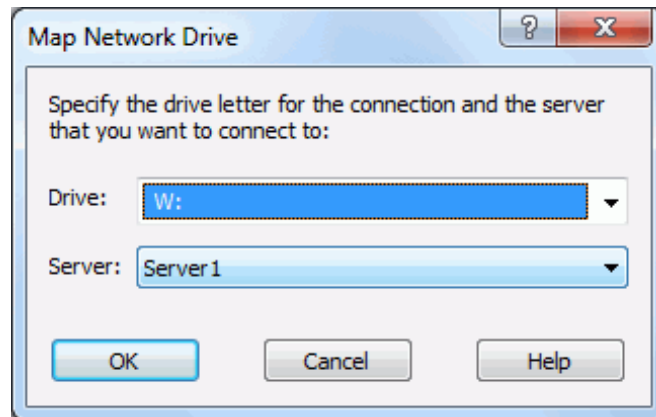 Map Network Drive
?
X
Specify the drive letter for the connection and the server
that you want to connect to:
Drive: W:
Server: Server1
OK Cancel Help